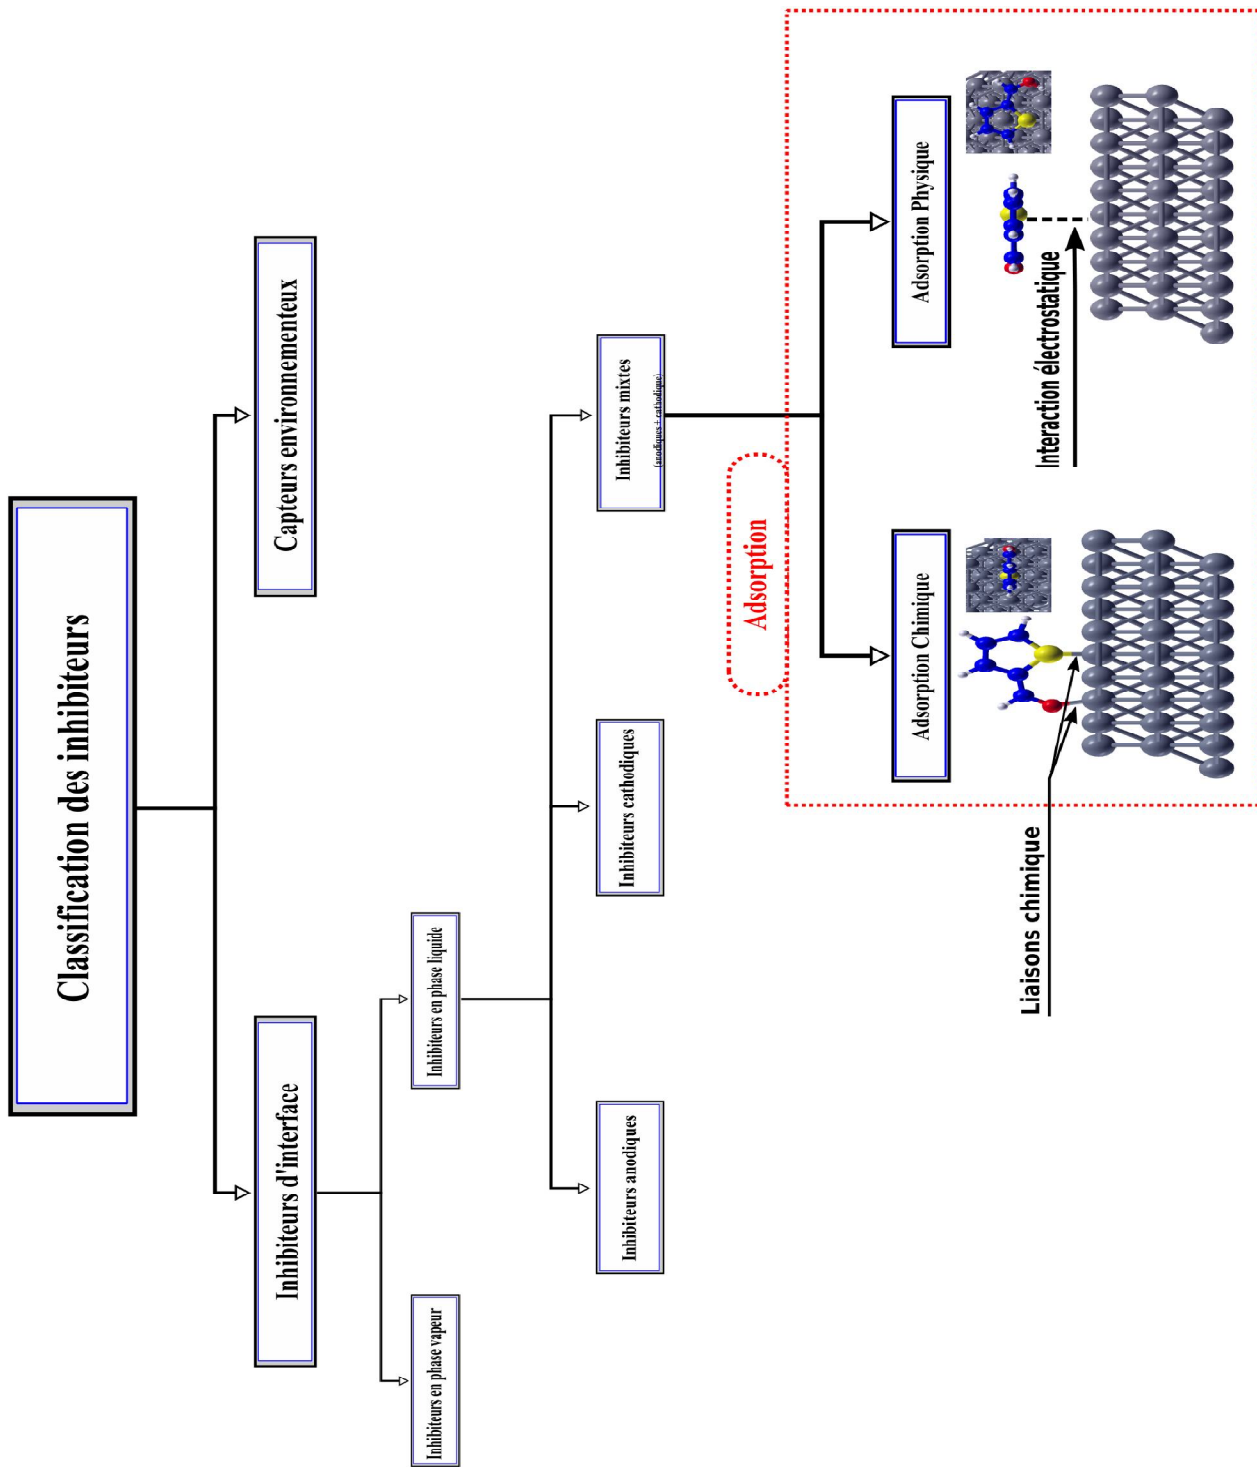 Classification des inhibiteurs
Inhibiteurs d'interface
Capteurs environnementeux
Inhibiteurs en phase vapeur
Inhibiteurs en phase liquide
Inhibiteurs anodiques
Inhibiteurs cathodiques
Inhibiteurs mixtes
(anodiques + cathodique)
Adsorption
Adsorption Chimique
Adsorption Physique
Liaisons chimique
Interaction électrostatique